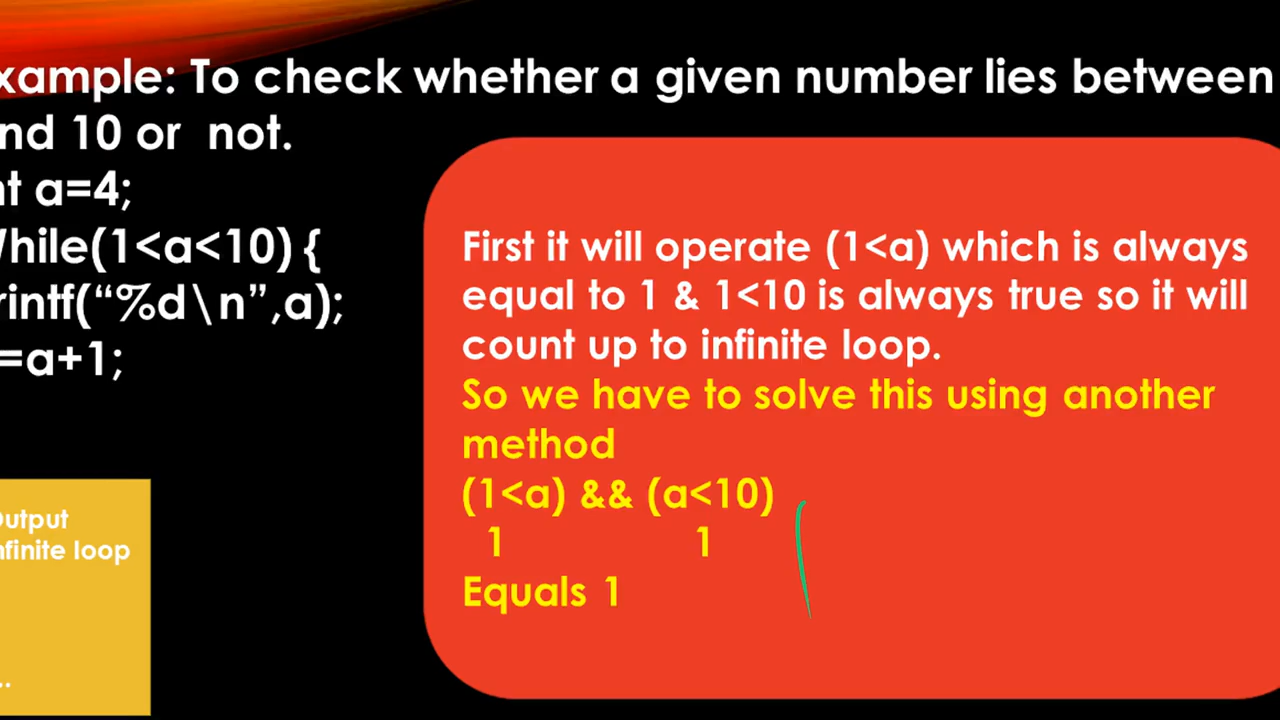 xample: To check whether a given number lies between
nd 10 or not.
nt a=4;
While(1<a<10) {
rintf(“%d\n”,a);
=a+1;
First it will operate (1<a) which is always
equal to 1 & 1<10 is always true so it will
count up to infinite loop.
So we have to solve this using another
method
(1<a) && (a<10)
1 1
Equals 1
Output
nfinite loop
..